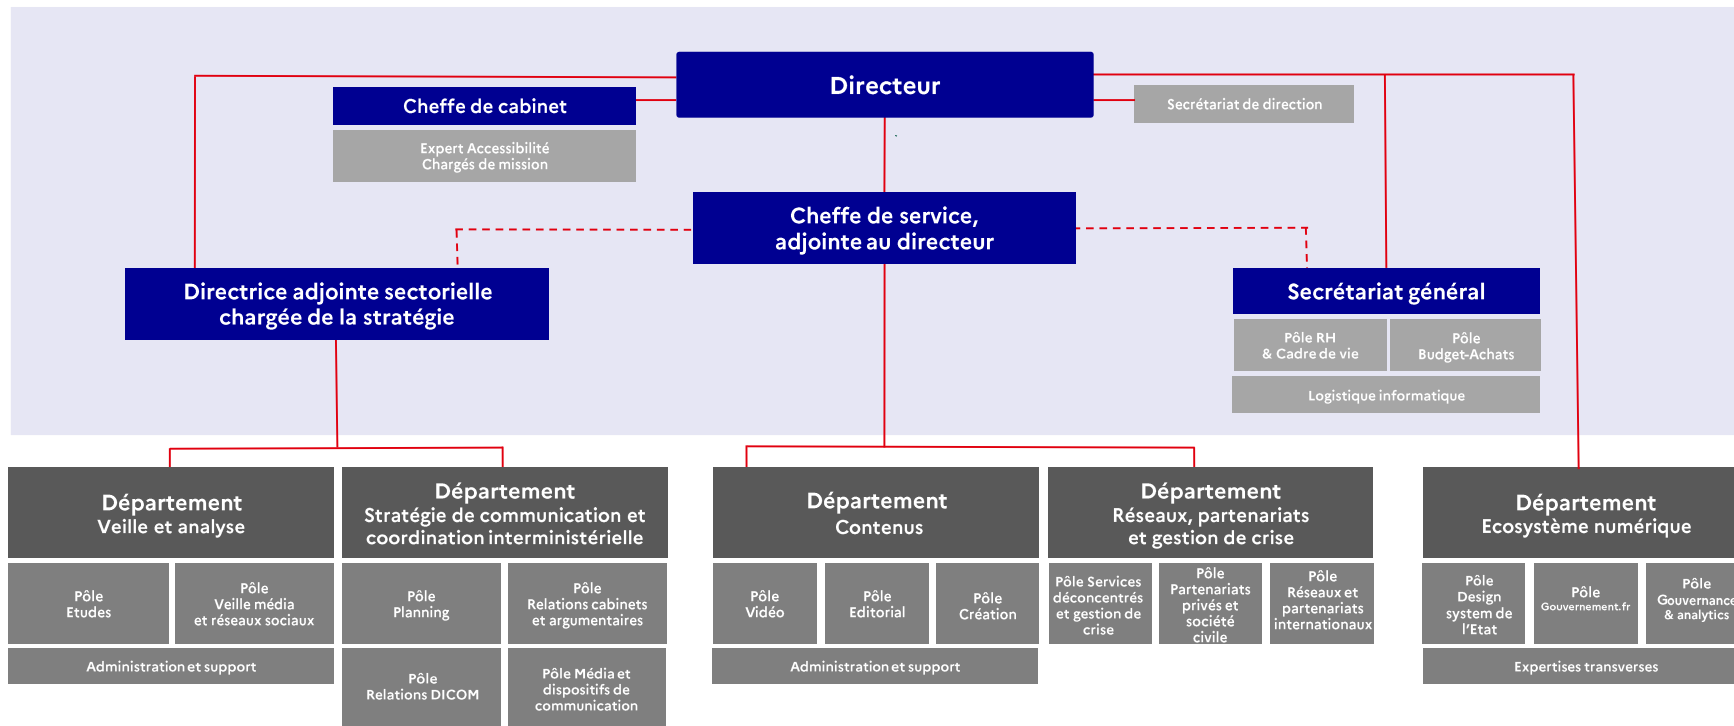 Directeur
Cheffe de cabinet
Secrétariat de direction
Expert Accessibilité
Chargés de mission
Cheffe de service,
adjointe au directeur
Directrice adjointe sectorielle
chargée de la stratégie
Secrétariat général
Pôle RH
& Cadre de vie
Pôle
Budget-Achats
Logistique informatique
Département
Veille et analyse
Pôle
Etudes
Pôle
Veille média
et réseaux sociaux
Administration et support
Département
Stratégie de communication et
coordination interministérielle
Pôle
Planning
Pôle
Relations cabinets
et argumentaires
Pôle
Relations DICOM
Pôle Média et
dispositifs de
communication
Département
Contenus
Pôle
Vidéo
Pôle
Editorial
Pôle
Création
Administration et support
Département
Réseaux, partenariats
et gestion de crise
Pôle Services
déconcentrés
et gestion de
crise
Pôle
Partenariats
privés et
société
civile
Pôle
Réseaux et
partenariats
internationaux
Département
Ecosystème numérique
Pôle
Design
system de
l'Etat
Pôle
Gouvernement.fr
Pôle
Gouvernance
& analytics
Expertises transverses